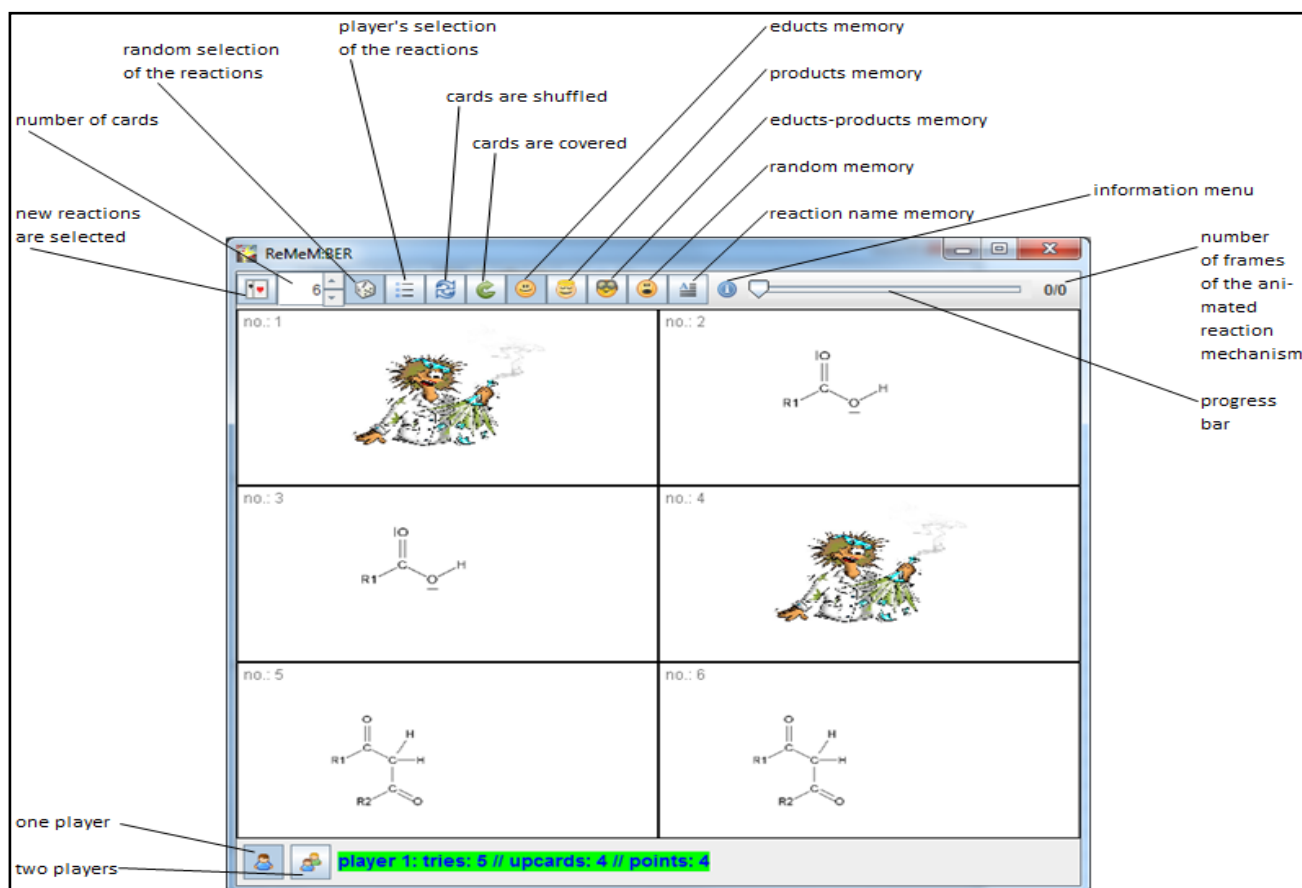 player's selection
of the reactions
educts memory
random selection
of the reactions
products memory
cards are shuffled
number of cards
educts-products memory
cards are covered
random memory
information menu
new reactions
are selected
reaction name memory
number
of frames
of the ani-
mated
reaction
mechanism
progress
bar
ReMeM:BER
6
0/0
no.: 1
no.: 2
IO
C
R1
O
H
no.: 3
IO
C
R1
O
H
no.: 4
no.: 5
O
H
C
R1
C
H
C
R2
O
no.: 6
O
H
C
R1
C
H
C
R2
O
one player
two players
player 1: tries: 5 // upcards: 4 // points: 4